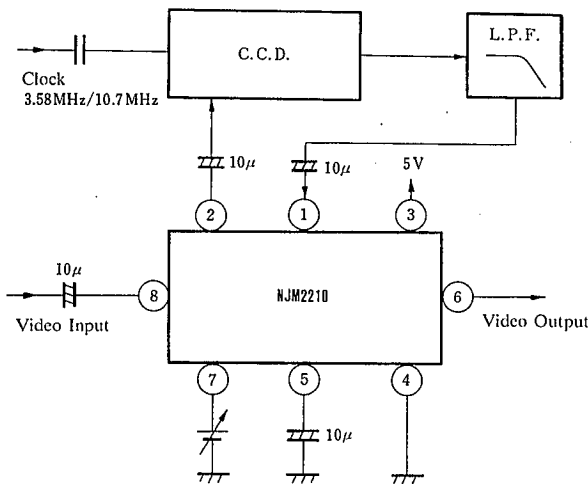 C.C.D.
L.P.F.
Clock
3.58MHz/10.7MHz
10μ
10μ
5V
2
1
3
10μ
8
NJM2210
6
Video Input
Video Output
7
5
4
10μ